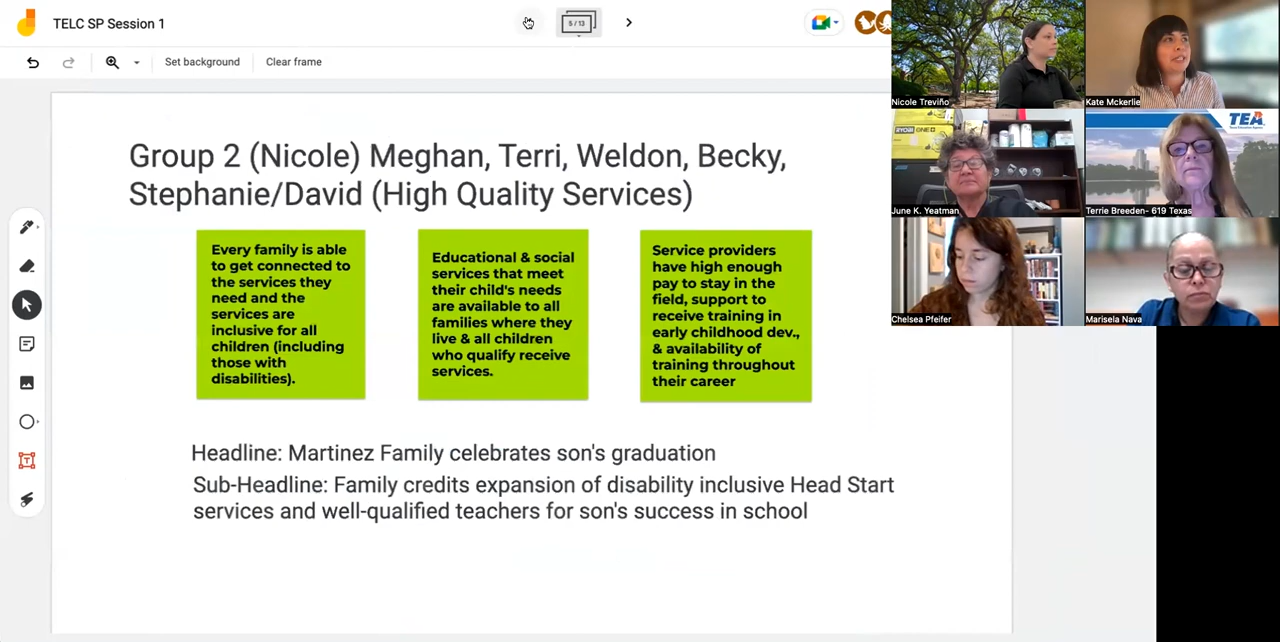 TELC SP Session 1
5 / 13
Set background
Clear frame
Group 2 (Nicole) Meghan, Terri, Weldon, Becky,
Stephanie/David (High Quality Services)
Every family is able
to get connected to
the services they
need and the
services are
inclusive for all
children (including
those with
disabilities).
Educational & social
services that meet
their child's needs
are available to all
families where they
live & all children
who qualify receive
services.
Service providers
have high enough
pay to stay in the
field, support to
receive training in
early childhood dev.,
& availability of
training throughout
their career
Headline: Martinez Family celebrates son's graduation
Sub-Headline: Family credits expansion of disability inclusive Head Start
services and well-qualified teachers for son's success in school
Nicole Treviño
Kate Mckerlie
RYOBI ONE+
TEA
June K. Yeatman
Terrie Breeden- 619 Texas
Chelsea Pfeifer
Marisela Nava